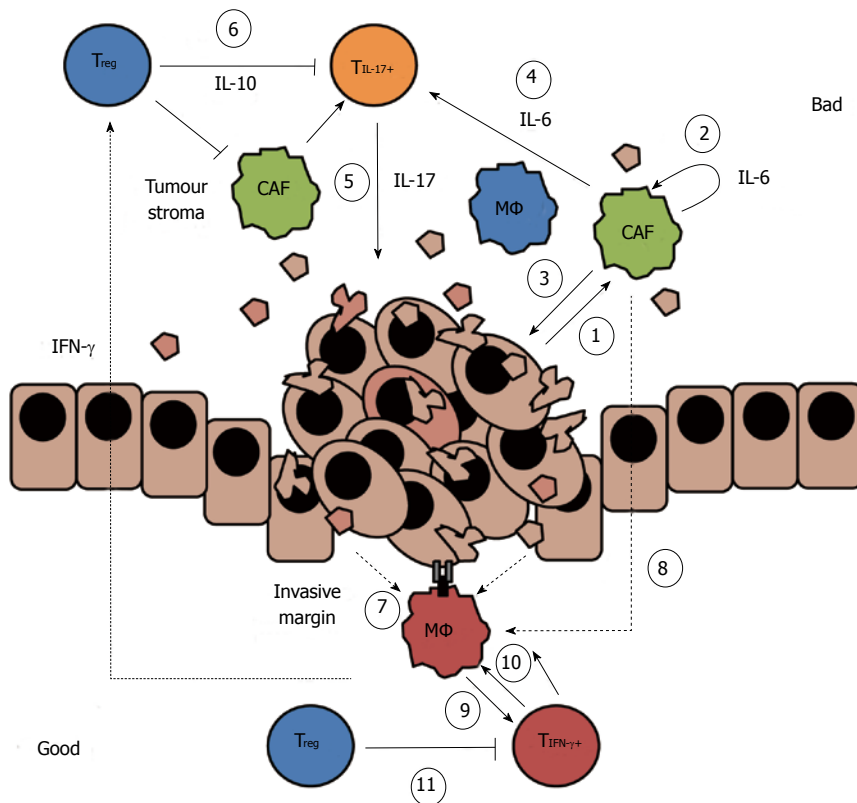 6
Treg
TIL-17+
IL-10
4
IL-6
Bad
2
IL-6
Tumour
stroma
CAF
5
IL-17
MΦ
CAF
3
1
IFN-γ
Invasive
margin
7
8
MΦ
10
9
Good
Treg
TIFN-γ+
11